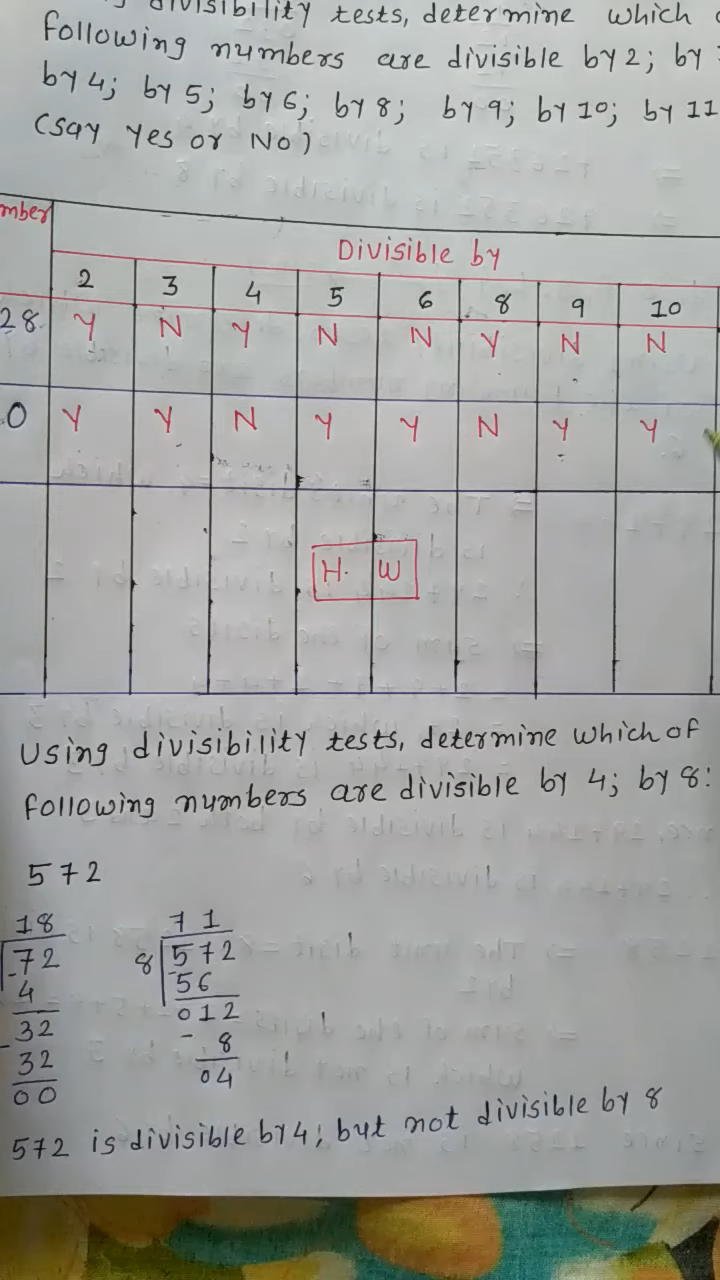 divisibility tests, determine which
following numbers are divisible by 2; by
by 4; by 5; by 6; by 8; by 9; by 10; by 11
(say Yes or No)
mber Divisible by
2 3 4 5 6 8 9 10
28 Y N Y N N Y N N
0 Y Y N Y Y N Y Y
H. W
Using divisibility tests, determine which of
following numbers are divisible by 4; by 8:
572
18 71
72 8 572
-4 56
32 012
-32 - 8
00 04
572 is divisible by 4; but not divisible by 8